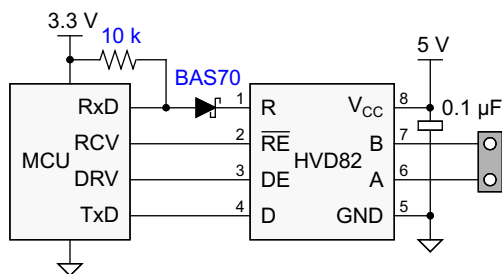 3.3 V
10 k
BAS70
5 V
RxD
1
R
VCC
8
0.1 µF
RCV
2
RE
B
7
MCU
HVD82
DRV
3
DE
A
6
TxD
4
D
GND
5